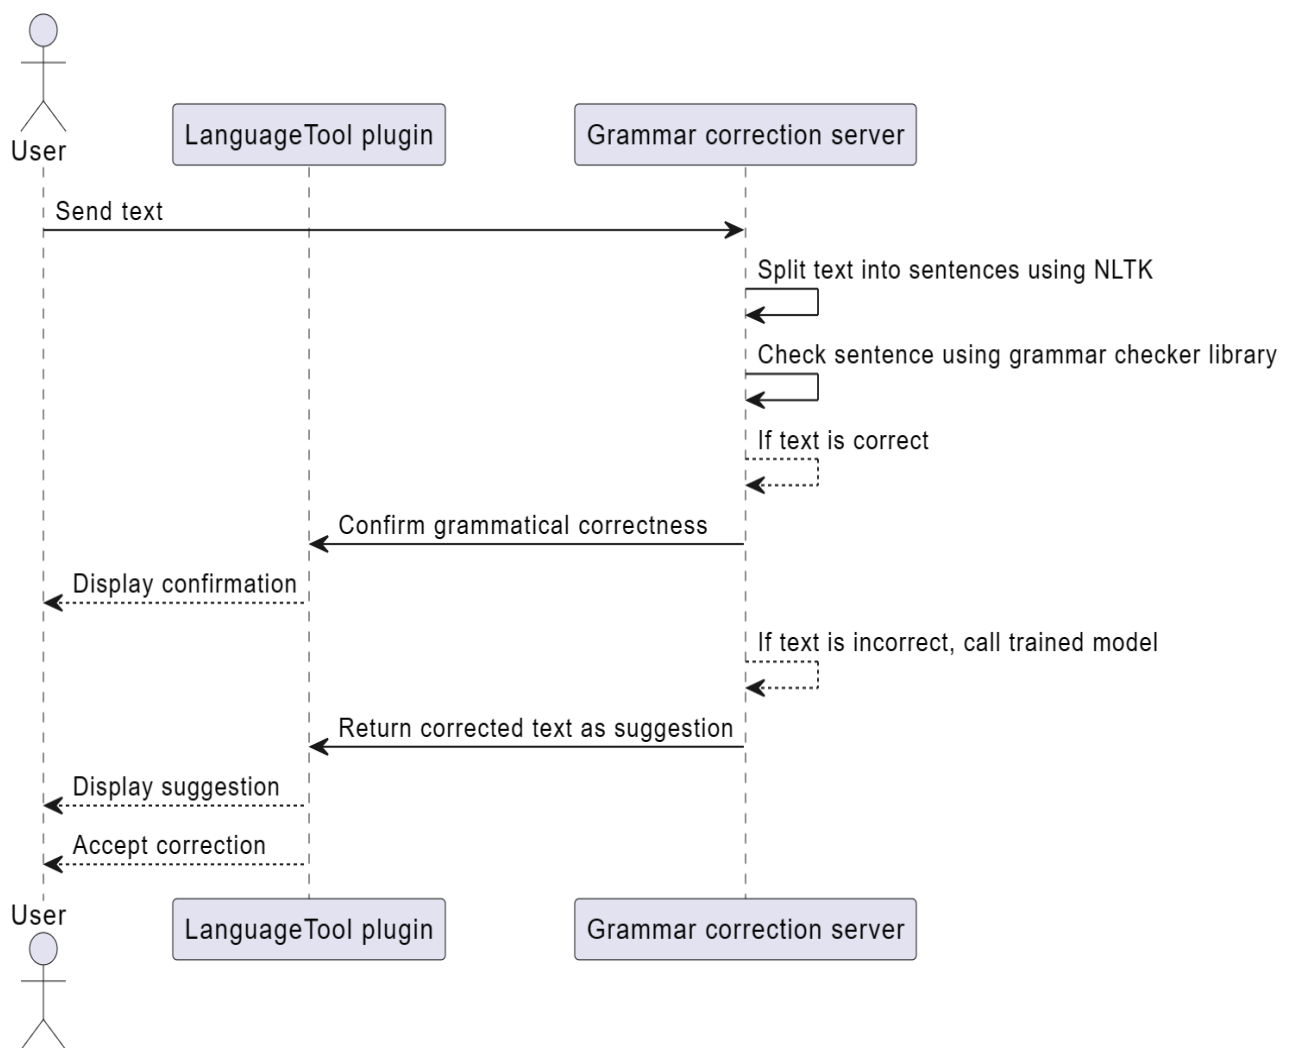 User
LanguageTool plugin
Grammar correction server
Send text
Split text into sentences using NLTK
Check sentence using grammar checker library
If text is correct
Confirm grammatical correctness
Display confirmation
If text is incorrect, call trained model
Return corrected text as suggestion
Display suggestion
Accept correction
User
LanguageTool plugin
Grammar correction server